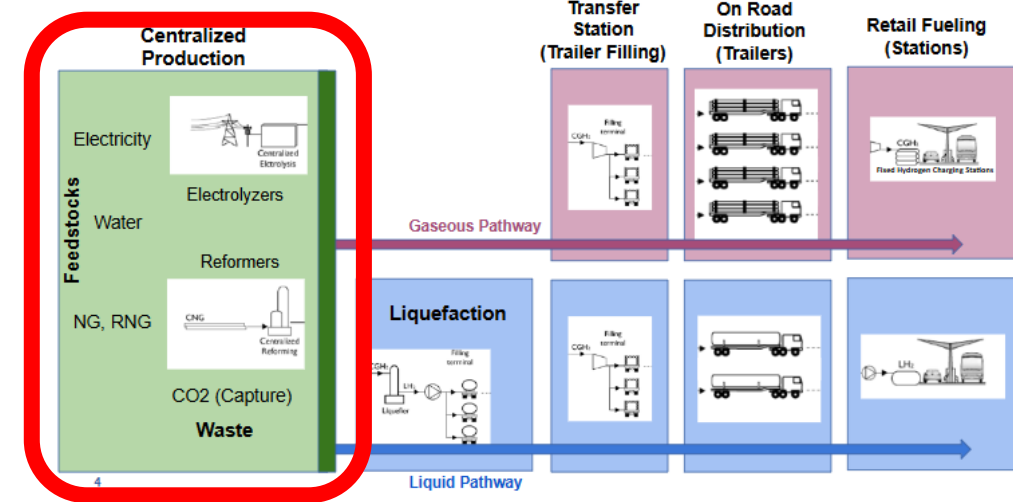 Centralized
Production
Transfer
Station
(Trailer Filling)
On Road
Distribution
(Trailers)
Retail Fueling
(Stations)
Feedstocks
Electricity
Centralized
Elctrolysis
Electrolyzers
Water
Reformers
NG, RNG
CNG
Centralized
Reforming
CO2 (Capture)
Waste
Filling
terminal
CGH₂
CGH₂
Fixed Hydrogen Charging Stations
Gaseous Pathway
Liquefaction
CGH₂
Liquefier
LH₂
Filling
terminal
Filling
terminal
CGH₂
LH₂
4
Liquid Pathway